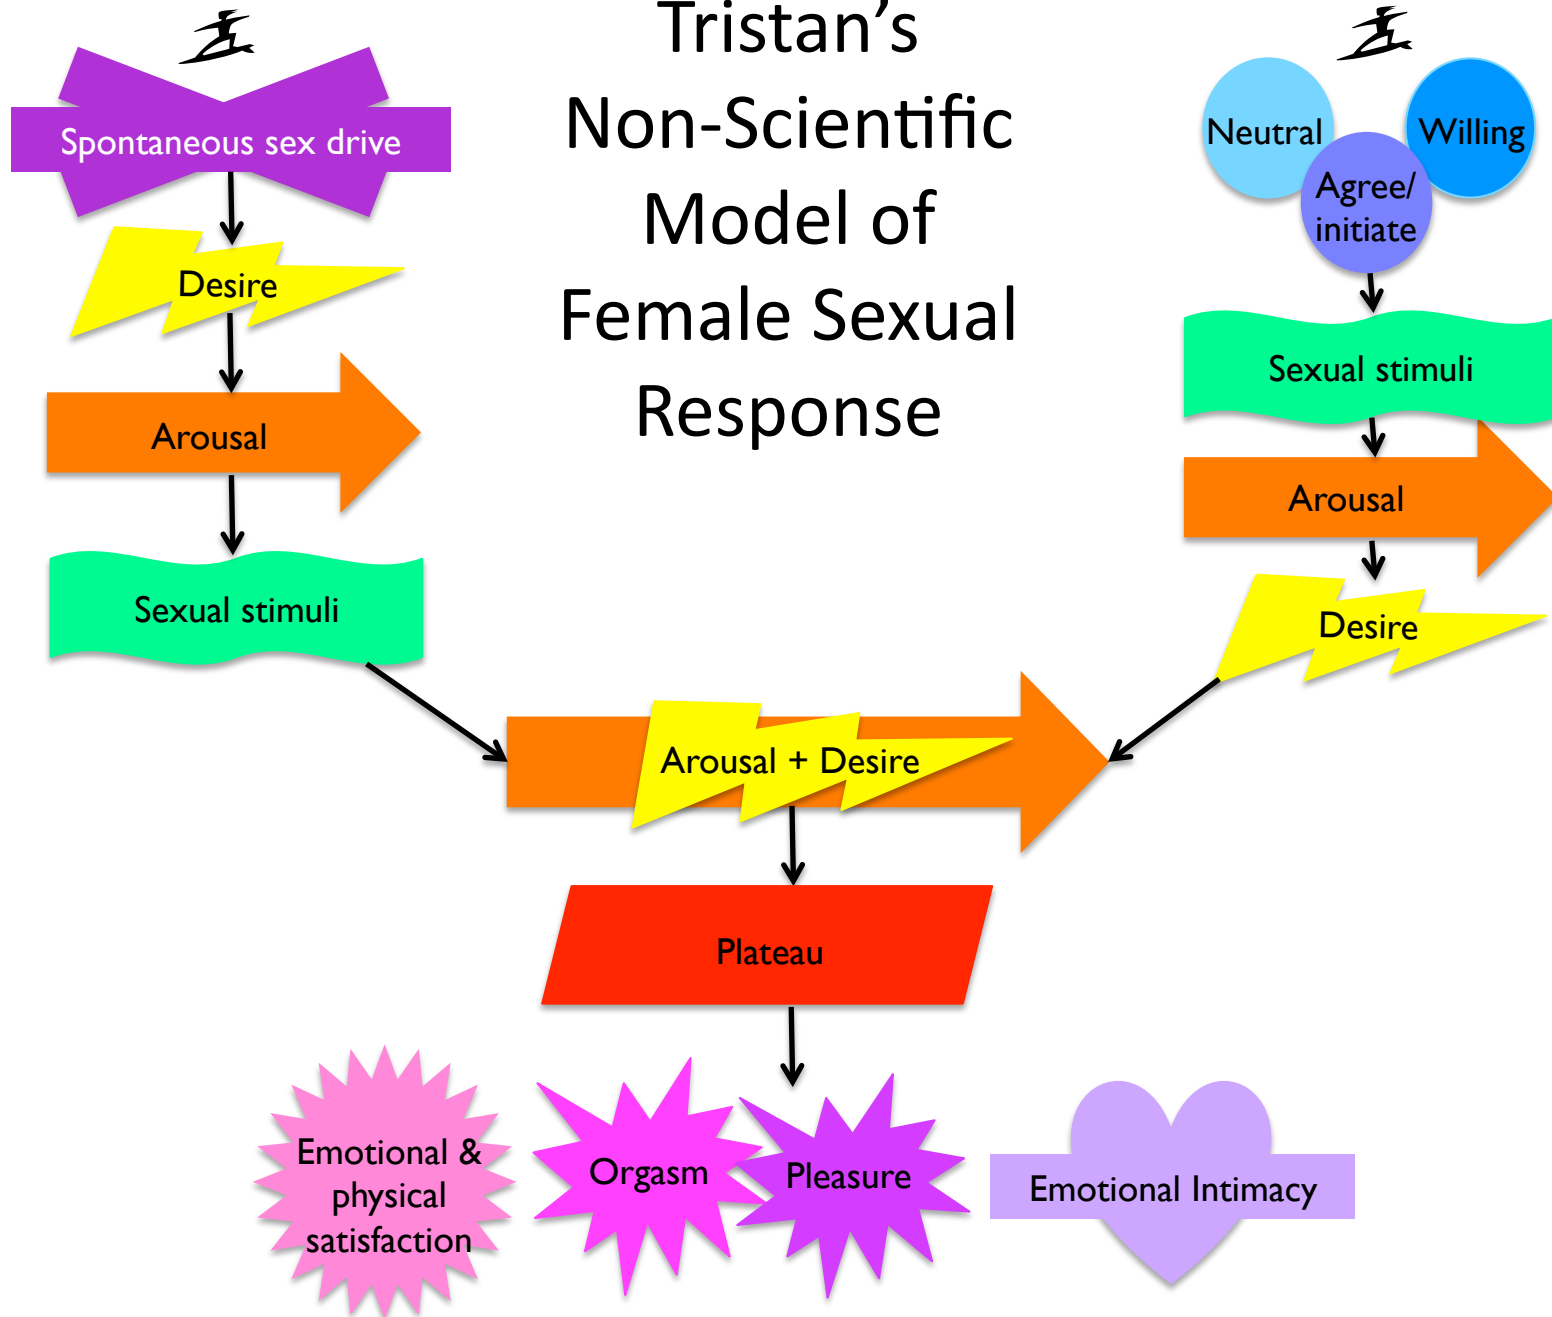 Tristan's
Non-Scientific
Model of
Female Sexual
Response
Spontaneous sex drive
Desire
Arousal
Sexual stimuli
Neutral
Willing
Agree/
initiate
Sexual stimuli
Arousal
Desire
Arousal + Desire
Plateau
Emotional &
physical
satisfaction
Orgasm
Pleasure
Emotional Intimacy